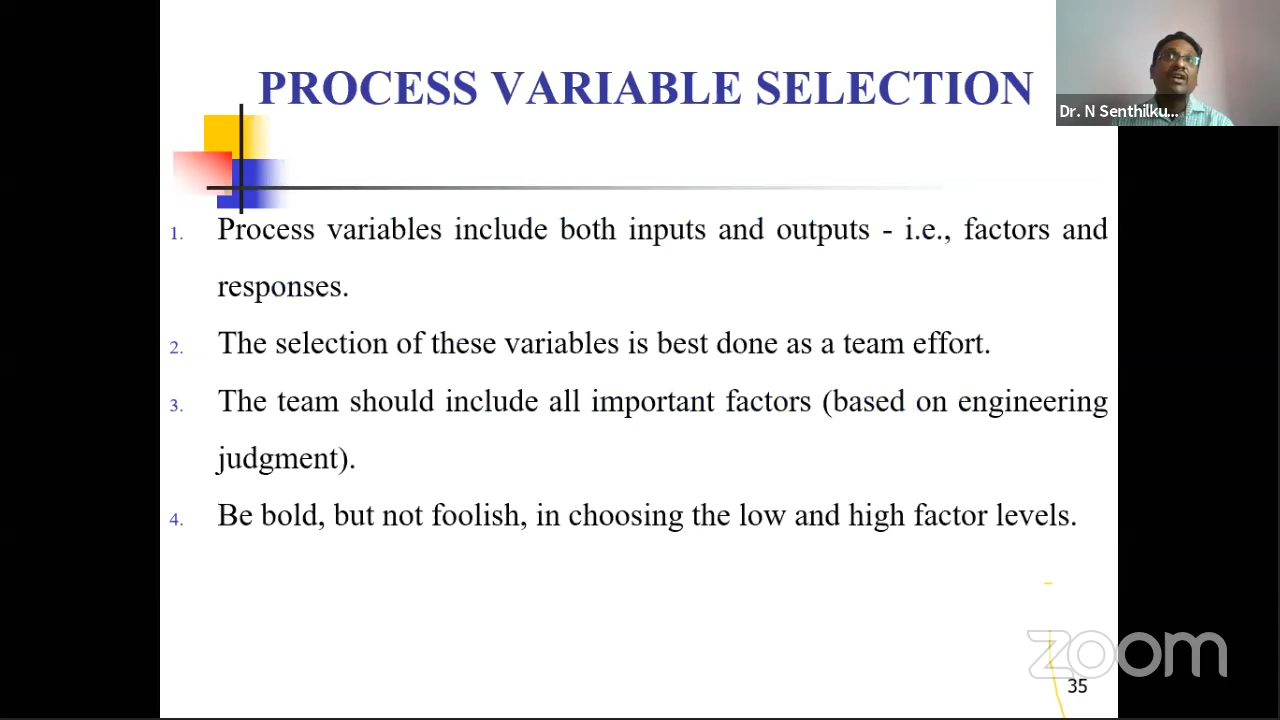 PROCESS VARIABLE SELECTION
Dr. N Senthilku...
1. Process variables include both inputs and outputs - i.e., factors and
responses.
2. The selection of these variables is best done as a team effort.
3. The team should include all important factors (based on engineering
judgment).
4. Be bold, but not foolish, in choosing the low and high factor levels.
zoom
35